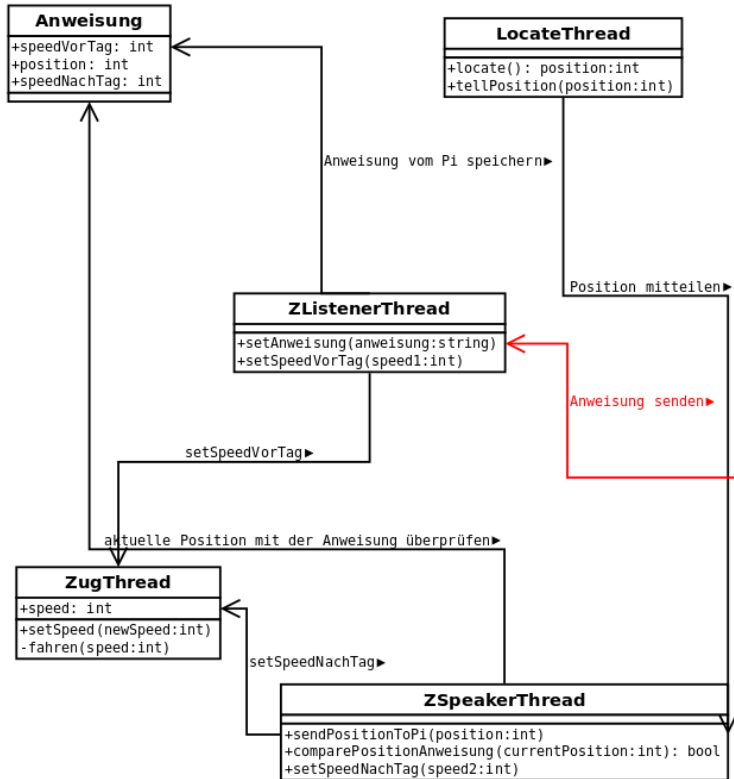 Anweisung
+speedVorTag: int
+position: int
+speedNachTag: int
LocateThread
+locate(): position:int
+tellPosition(position:int)
Anweisung vom Pi speichern►
Position mitteilen►
ZListenerThread
+setAnweisung(anweisung:string)
+setSpeedVorTag(speed1:int)
Anweisung senden►
setSpeedVorTag►
aktuelle Position mit der Anweisung überprüfen►
ZugThread
+speed: int
+setSpeed(newSpeed:int)
-fahren(speed:int)
setSpeedNachTag►
ZSpeakerThread
+sendPositionToPi(position:int)
+comparePositionAnweisung(currentPosition:int): bool
+setSpeedNachTag(speed2:int)